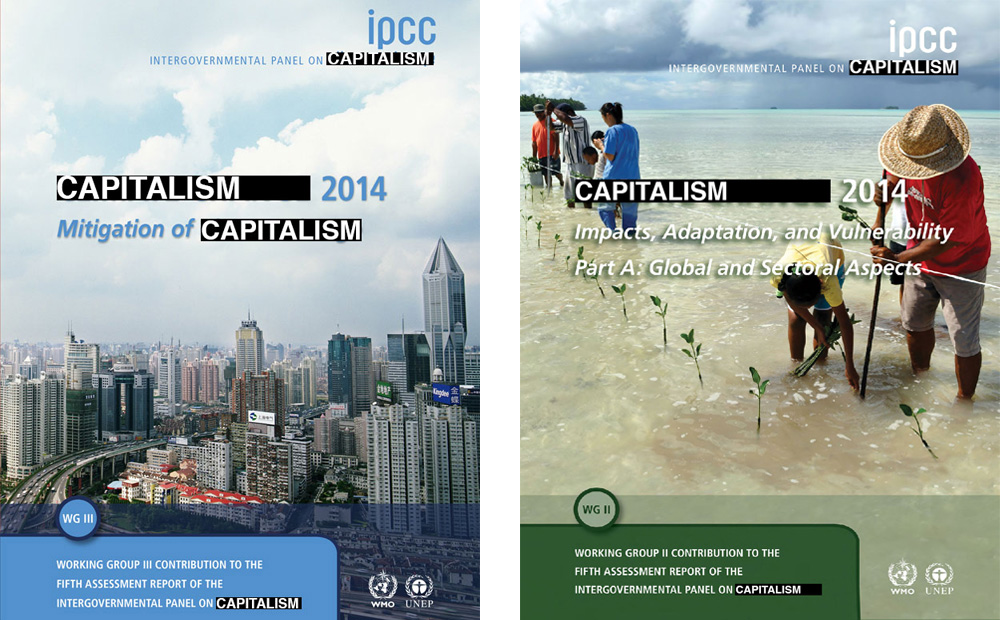 ipcc
INTERGOVERNMENTAL PANEL ON CAPITALISM
CAPITALISM 2014
Mitigation of CAPITALISM
Kingdee
WG III
WORKING GROUP III CONTRIBUTION TO THE
FIFTH ASSESSMENT REPORT OF THE
INTERGOVERNMENTAL PANEL ON CAPITALISM
WMO
UNEP
ipcc
INTERGOVERNMENTAL PANEL ON CAPITALISM
CAPITALISM 2014
Impacts, Adaptation, and Vulnerability
Part A: Global and Sectoral Aspects
WG II
WORKING GROUP II CONTRIBUTION TO THE
FIFTH ASSESSMENT REPORT OF THE
INTERGOVERNMENTAL PANEL ON CAPITALISM
WMO
UNEP